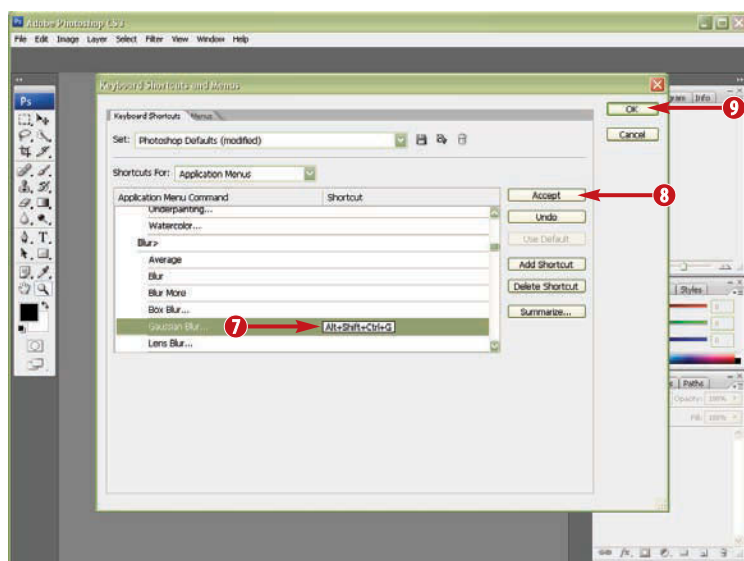 Ps Adobe Photoshop CS3
File Edit Image Layer Select Filter View Window Help
Keyboard Shortcuts and Menus
Ps
Keyboard Shortcuts Menus
Info
OK
9
Set: Photoshop Defaults (modified)
Cancel
Shortcuts For: Application Menus
Application Menu Command Shortcut
Accept
8
Underpainting...
Undo
Watercolor...
Blur>
Use Default
Average
Add Shortcut
Blur
Delete Shortcut
Styles
Blur More
Box Blur...
Summarize...
Gaussian Blur... 7 Alt+Shift+Ctrl+G
Lens Blur...
Paths
Opacity: 100%
Fill: 100%